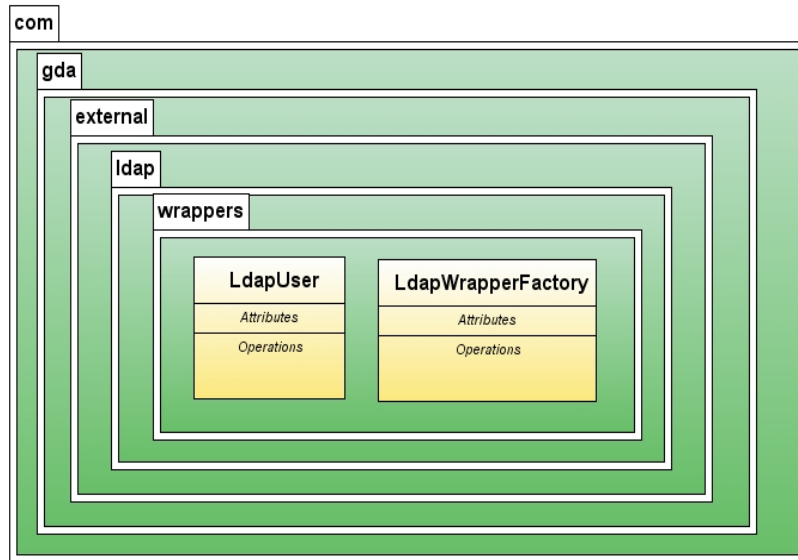 com
gda
external
ldap
wrappers
LdapUser
Attributes
Operations
LdapWrapperFactory
Attributes
Operations